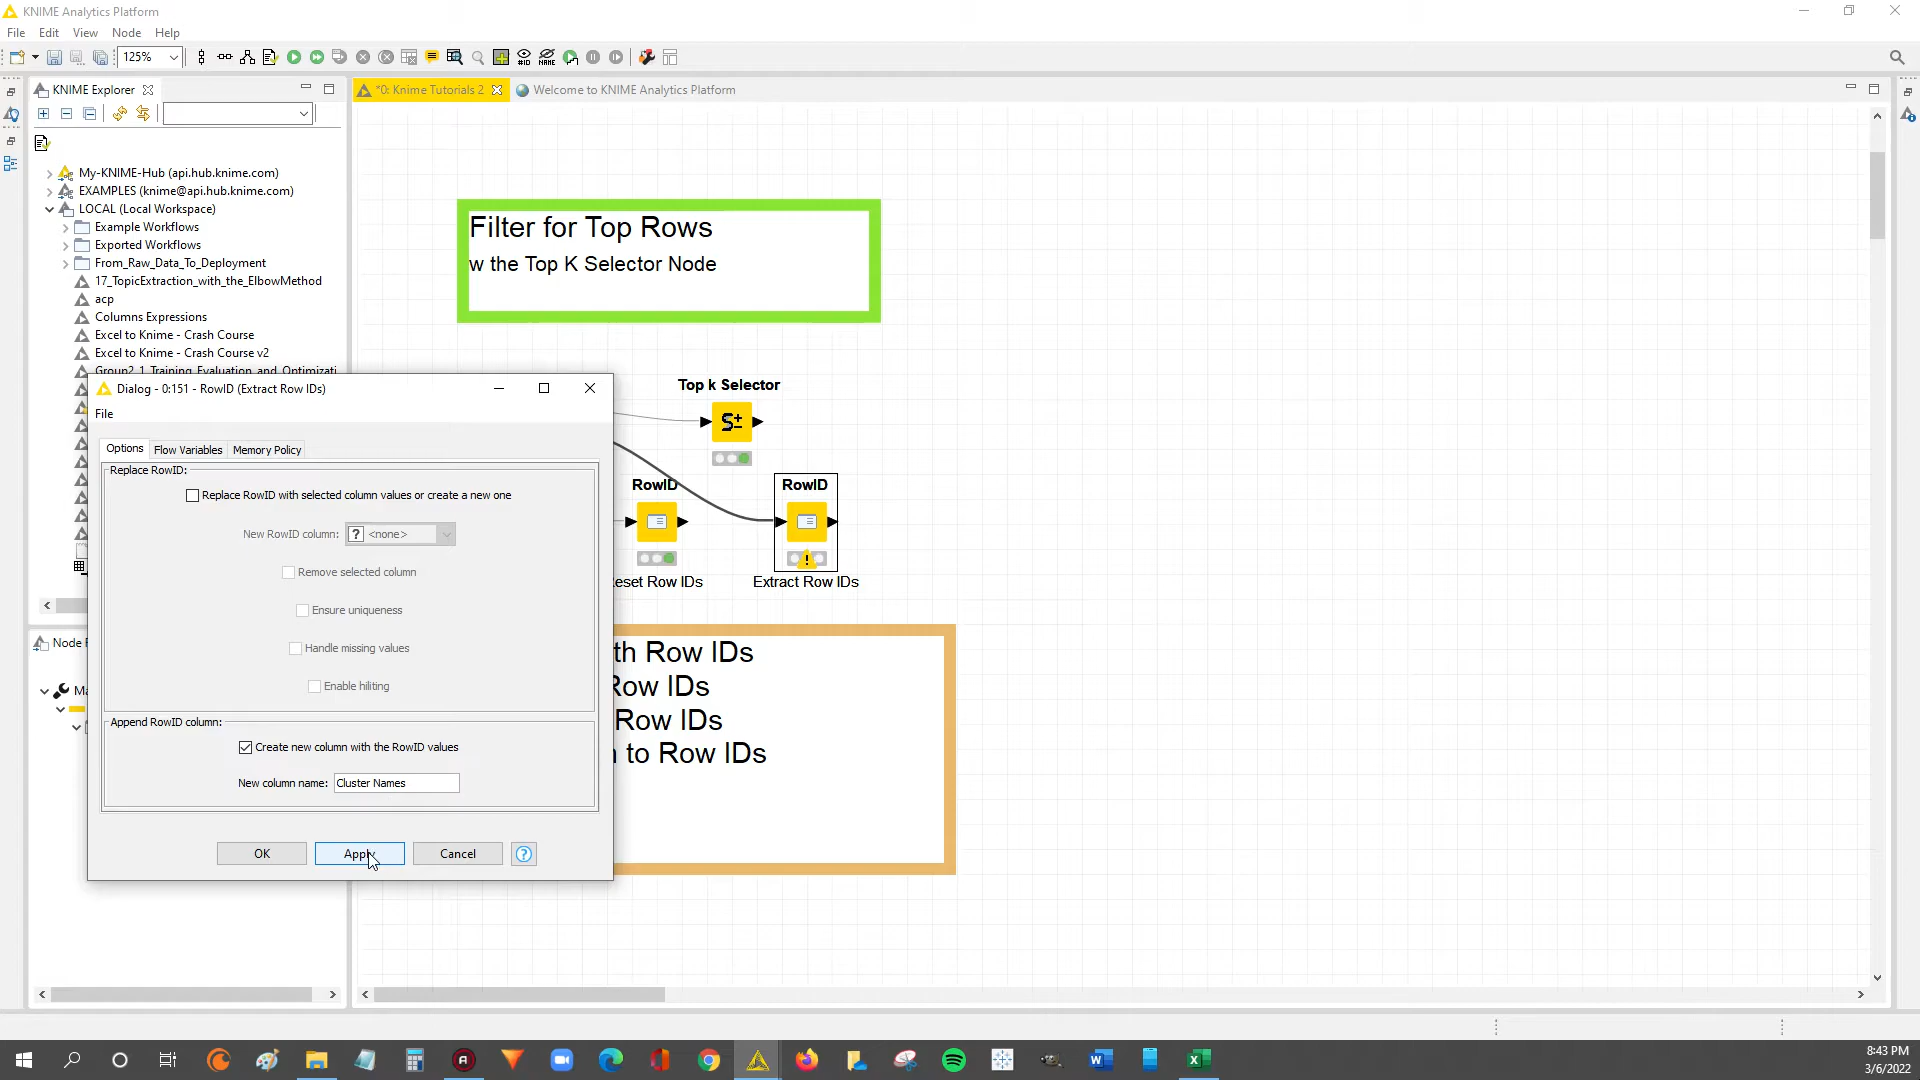 KNIME Analytics Platform
File Edit View Node Help
125%
KNIME Explorer
*0: Knime Tutorials 2
Welcome to KNIME Analytics Platform
My-KNIME-Hub (api.hub.knime.com)
EXAMPLES (knime@api.hub.knime.com)
LOCAL (Local Workspace)
Example Workflows
Exported Workflows
From_Raw_Data_To_Deployment
17_TopicExtraction_with_the_ElbowMethod
acp
Columns Expressions
Excel to Knime - Crash Course
Excel to Knime - Crash Course v2
Filter for Top Rows
w the Top K Selector Node
Top k Selector
S±
RowID
RowID
eset Row IDs
Extract Row IDs
th Row IDs
Row IDs
Row IDs
to Row IDs
Dialog - 0:151 - RowID (Extract Row IDs)
File
Options Flow Variables Memory Policy
Replace RowID:
Replace RowID with selected column values or create a new one
New RowID column: ? <none>
Remove selected column
Ensure uniqueness
Handle missing values
Enable hiliting
Append RowID column:
Create new column with the RowID values
New column name: Cluster Names
OK Apply Cancel ?
Node
Ma
8:43 PM
3/6/2022